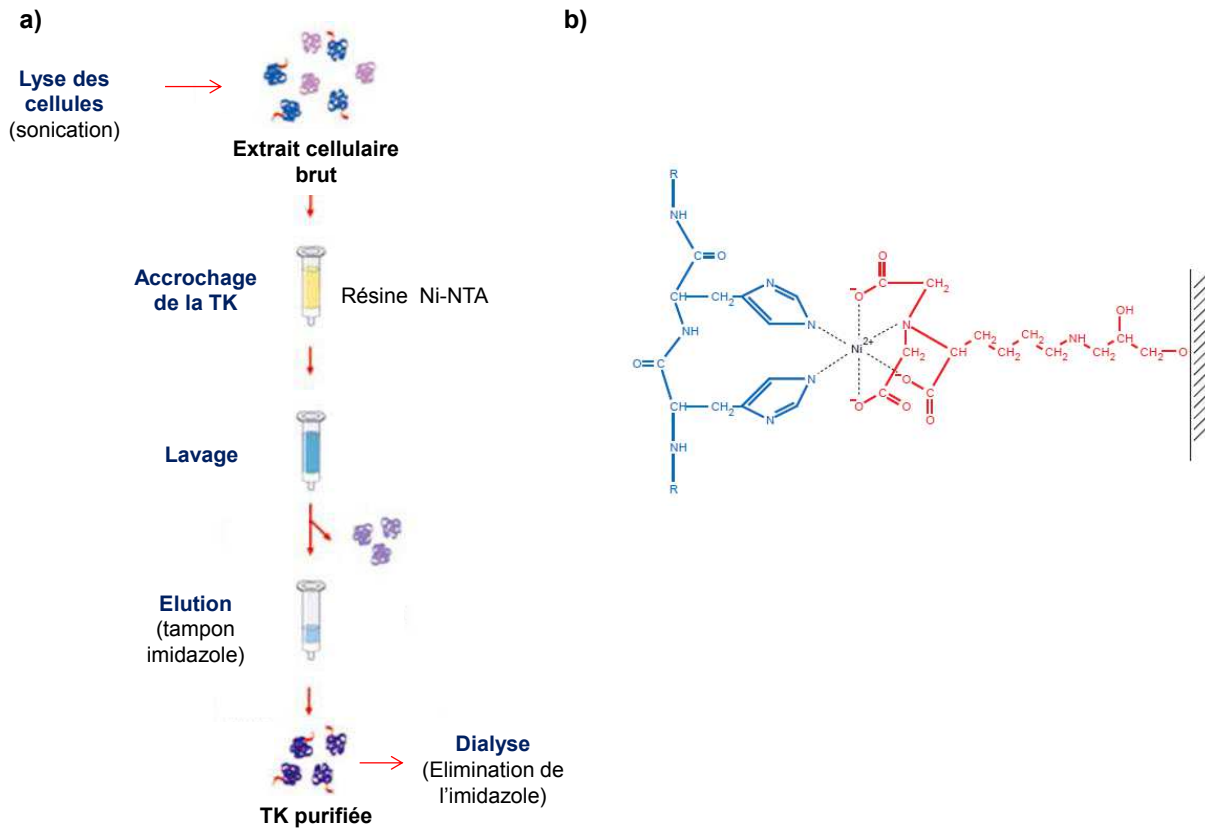 a)
Lyse des
cellules
(sonication)
Extrait cellulaire
brut
Accrochage
de la TK
Résine Ni-NTA
Lavage
Elution
(tampon
imidazole)
TK purifiée
Dialyse
(Elimination de
l'imidazole)
b)
R
NH
C=O
CH
CH2
N
N
NH
O=C
CH
CH2
N
N
NH
R
Ni2+
O
C
CH2
O−
N
CH2
CH
O−
C
O
−O
C
O
CH2
CH2
CH2
CH2
NH
CH2
OH
CH
CH2
O